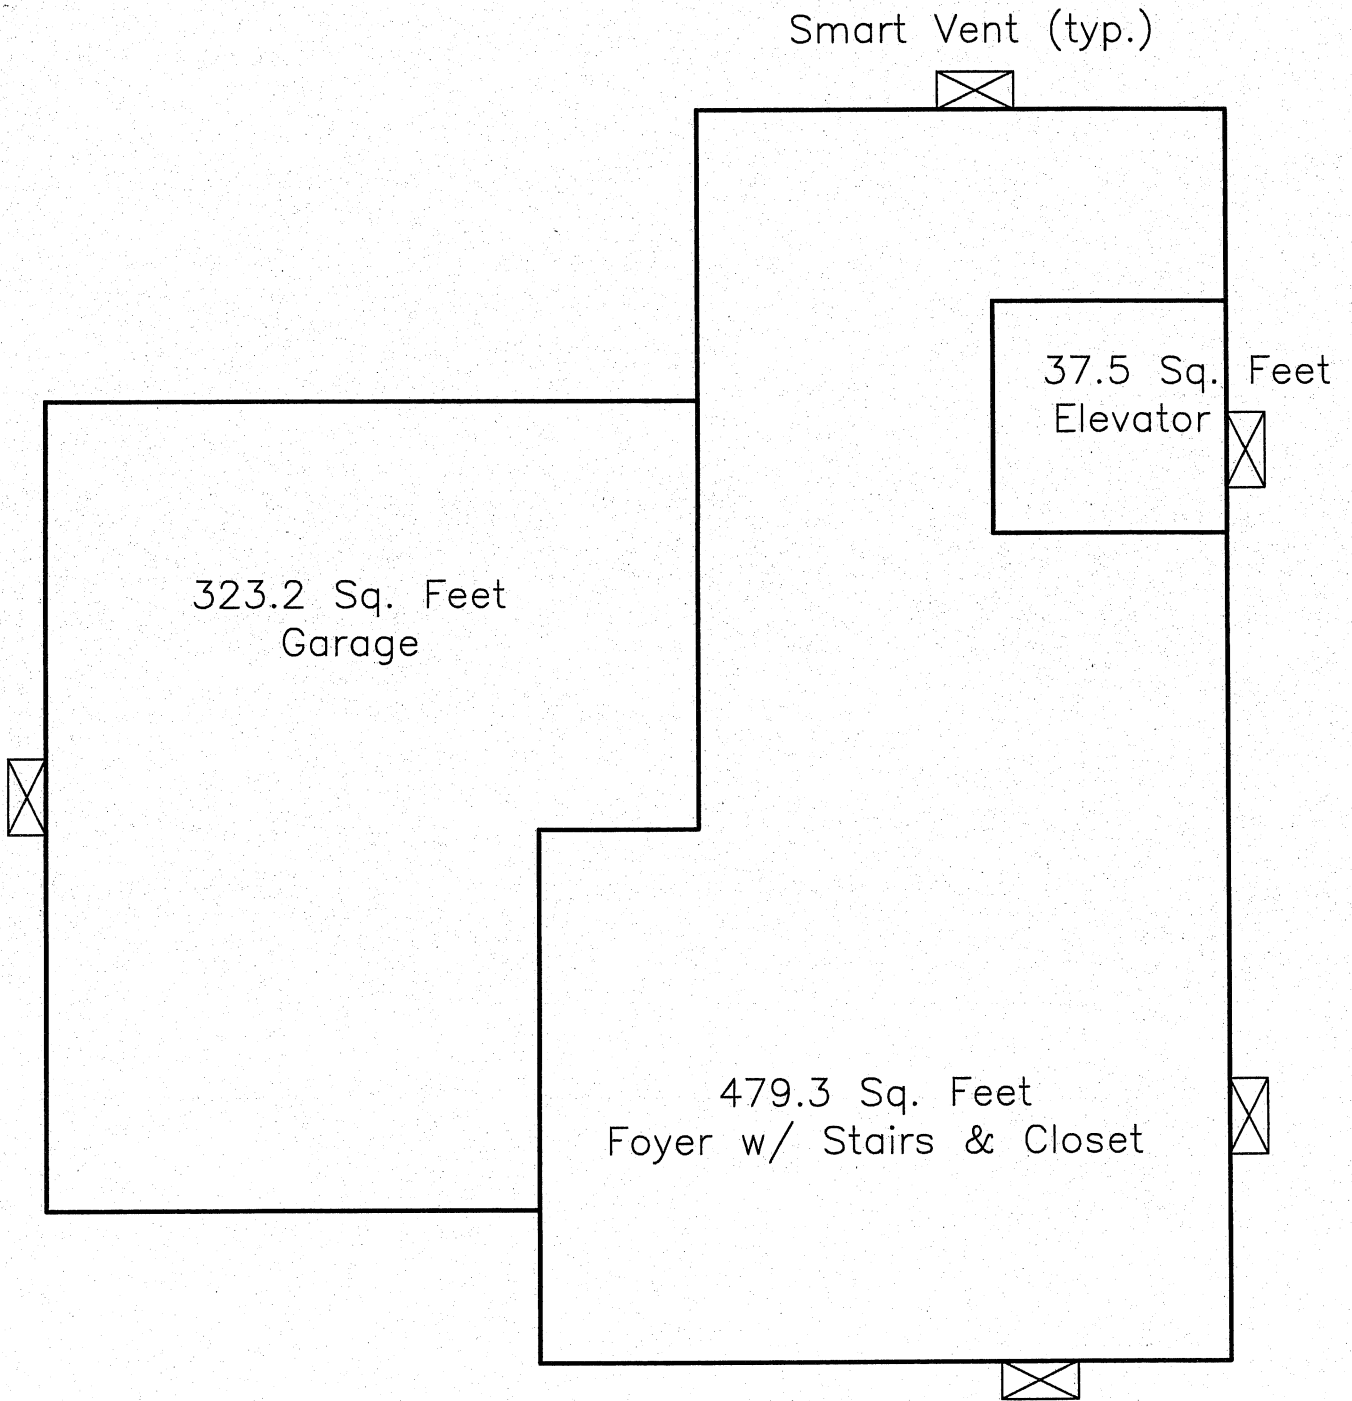 Smart Vent (typ.)
37.5 Sq. Feet
Elevator
323.2 Sq. Feet
Garage
479.3 Sq. Feet
Foyer w/ Stairs & Closet